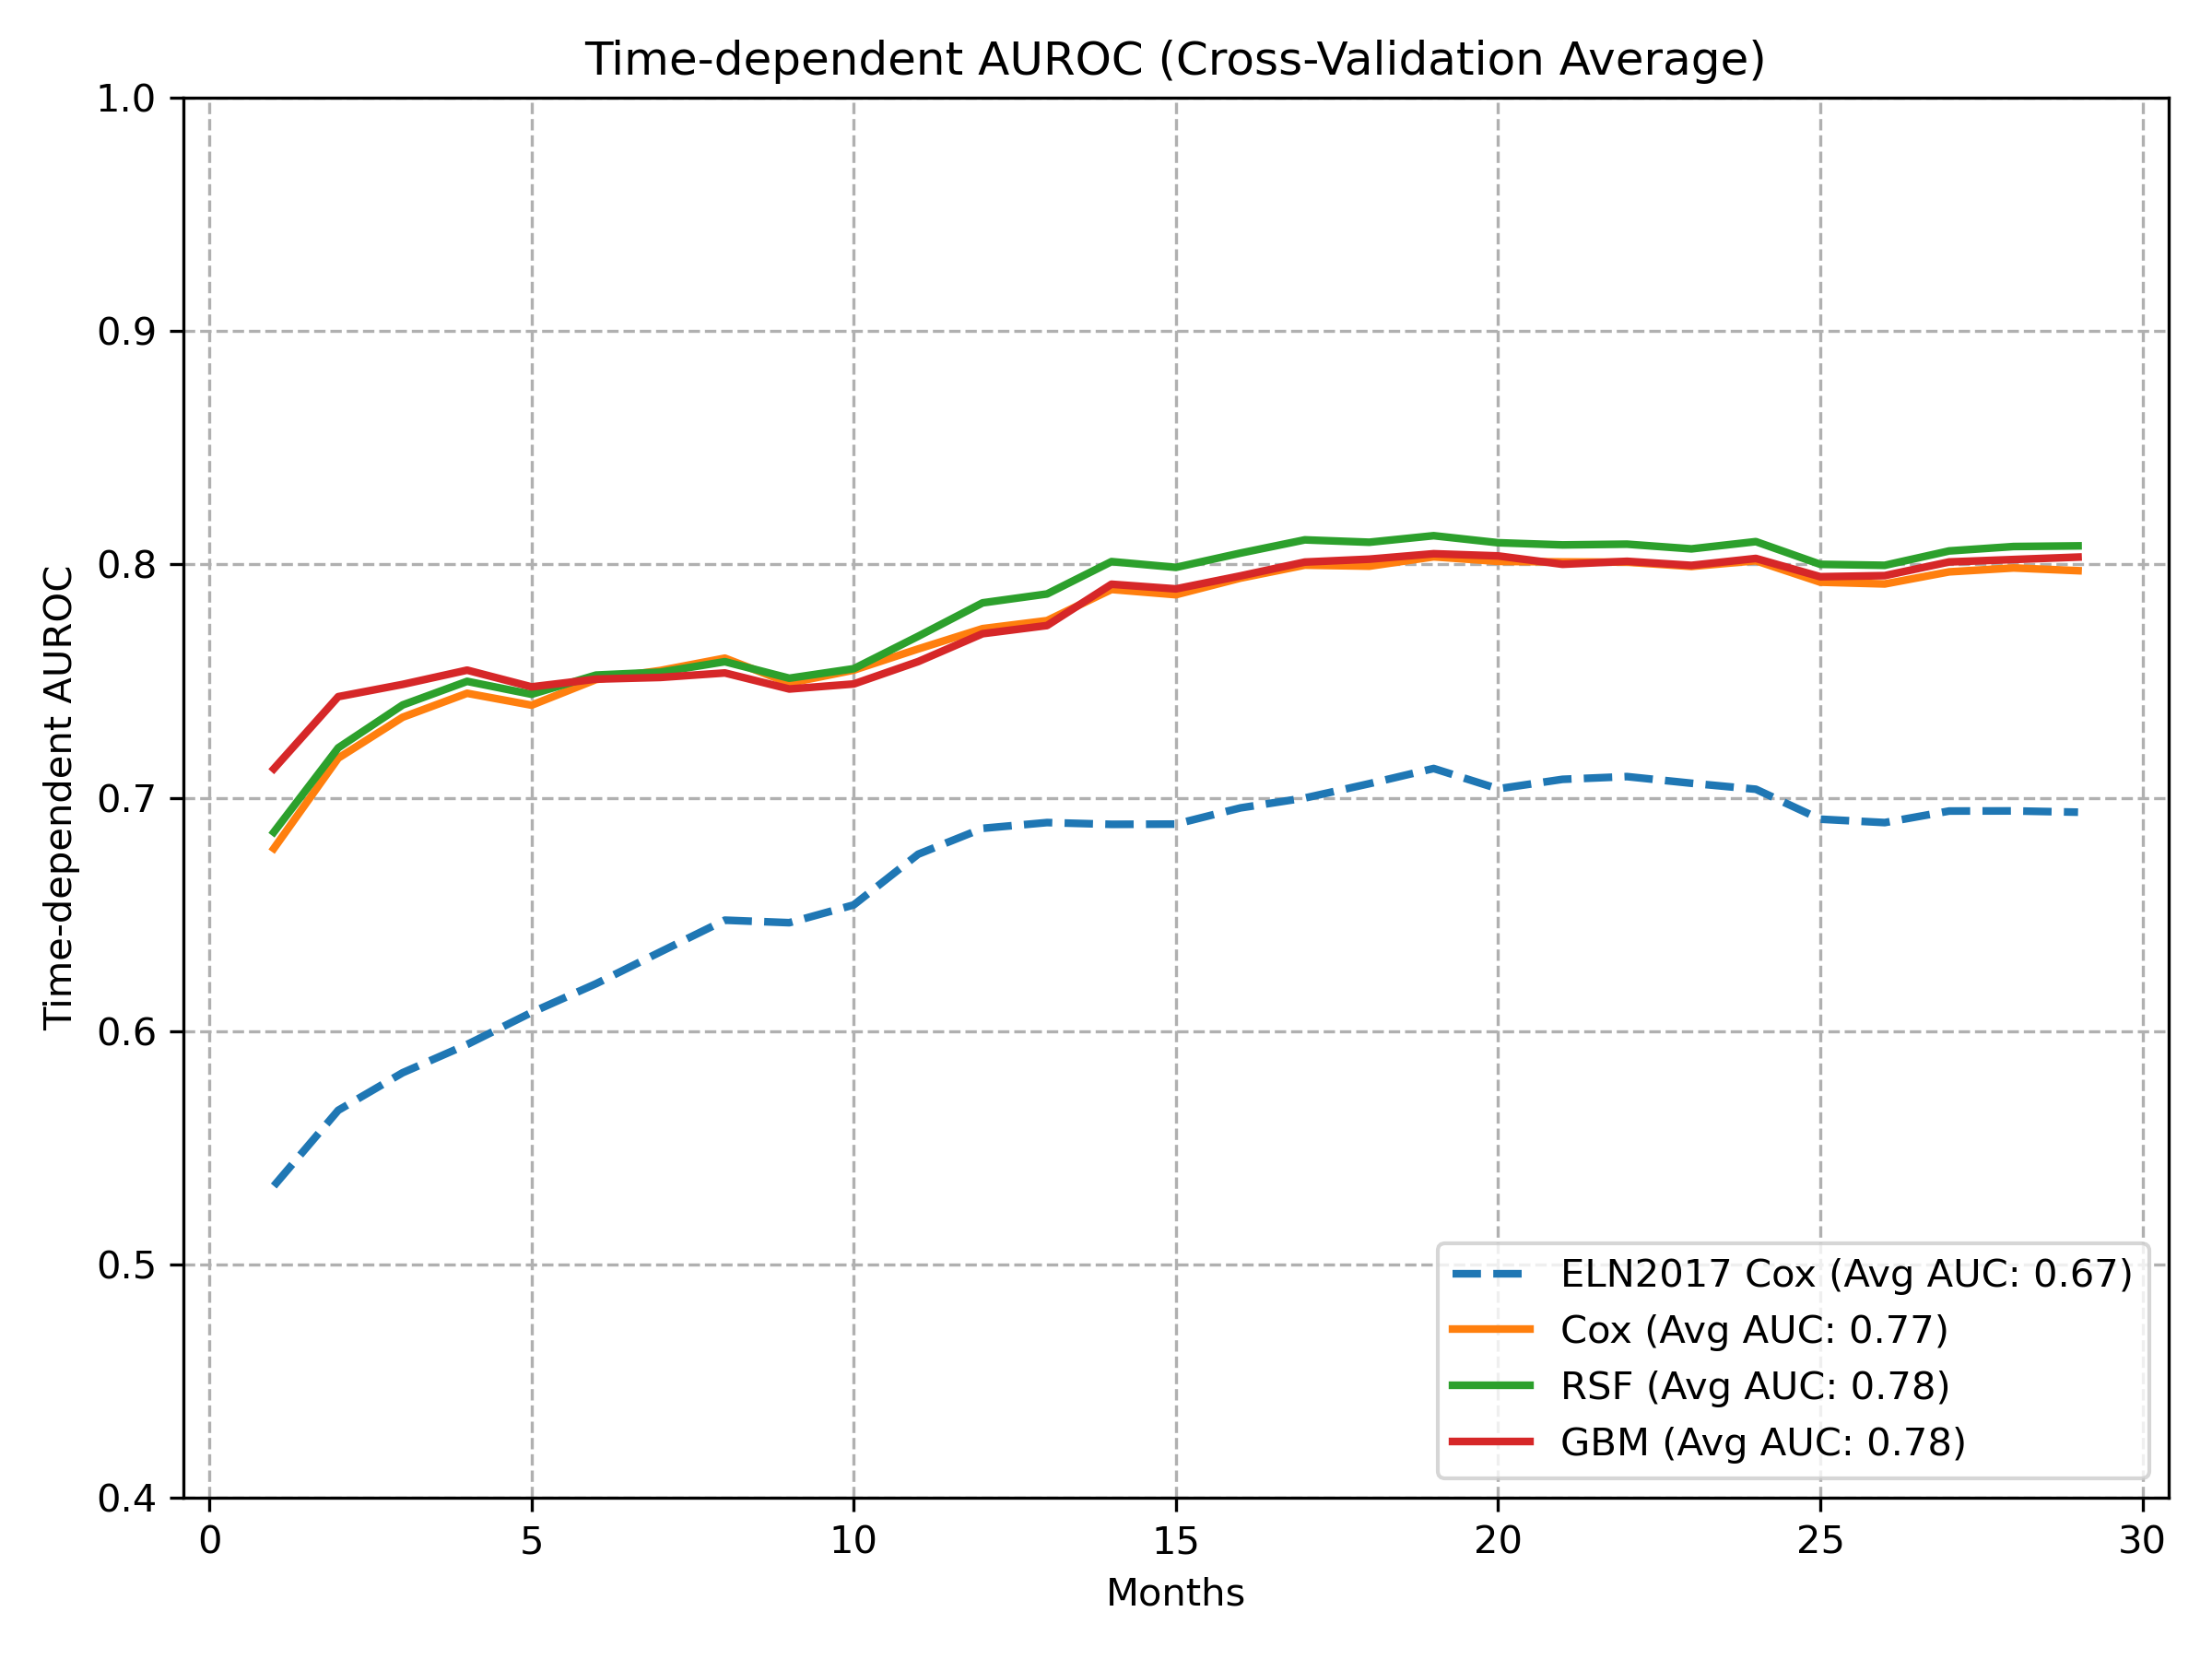 Time-dependent AUROC (Cross-Validation Average)
Time-dependent AUROC
1.0
0.9
0.8
0.7
0.6
0.5
0.4
0 5 10 15 20 25 30
Months
ELN2017 Cox (Avg AUC: 0.67)
Cox (Avg AUC: 0.77)
RSF (Avg AUC: 0.78)
GBM (Avg AUC: 0.78)